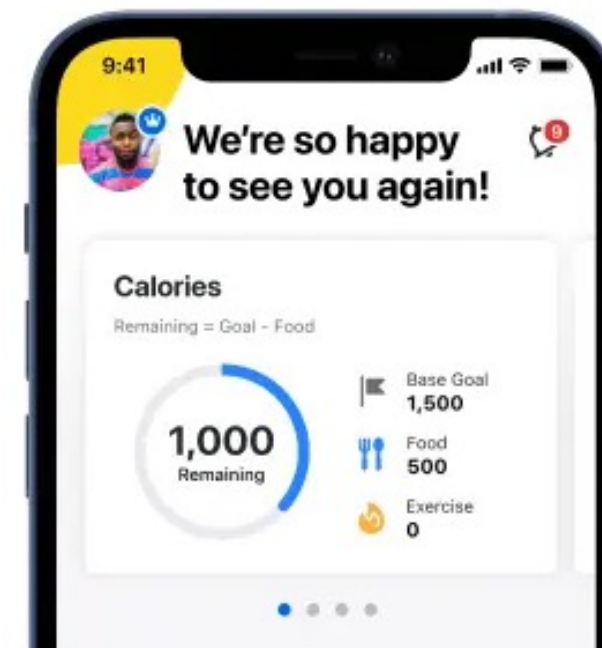 9:41
We're so happy
to see you again!
9
Calories
Remaining = Goal - Food
1,000
Remaining
Base Goal
1,500
Food
500
Exercise
0